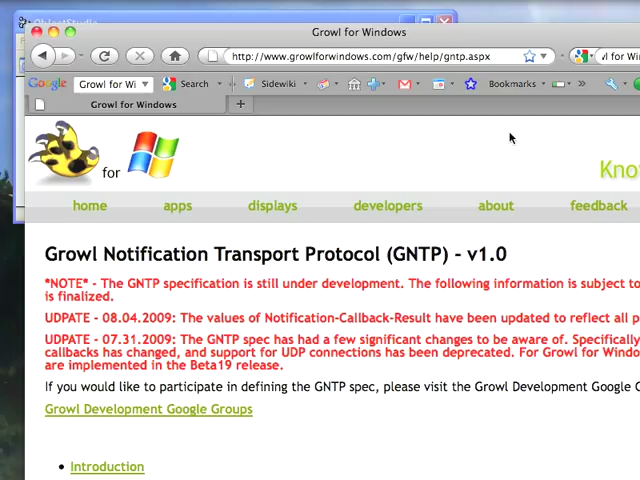 ObjectStudio
Growl for Windows
http://www.growlforwindows.com/gfw/help/gntp.aspx
Google Growl for Wi Search Sidewiki Bookmarks
Growl for Windows
for
home apps displays developers about feedback
Growl Notification Transport Protocol (GNTP) - v1.0
*NOTE* - The GNTP specification is still under development. The following information is subject to
is finalized.
UDPATE - 08.04.2009: The values of Notification-Callback-Result have been updated to reflect all p
UDPATE - 07.31.2009: The GNTP spec has had a few significant changes to be aware of. Specifically
callbacks has changed, and support for UDP connections has been deprecated. For Growl for Windo
are implemented in the Beta19 release.
If you would like to participate in defining the GNTP spec, please visit the Growl Development Google G
Growl Development Google Groups
Introduction